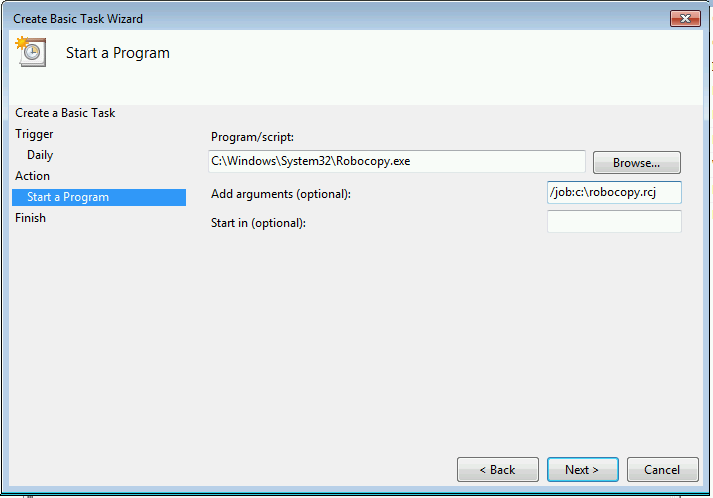 Create Basic Task Wizard
Start a Program
Create a Basic Task
Trigger
Daily
Action
Start a Program
Finish
Program/script:
C:\Windows\System32\Robocopy.exe
Browse...
Add arguments (optional):
/job:c:\robocopy.rcj
Start in (optional):
< Back
Next >
Cancel